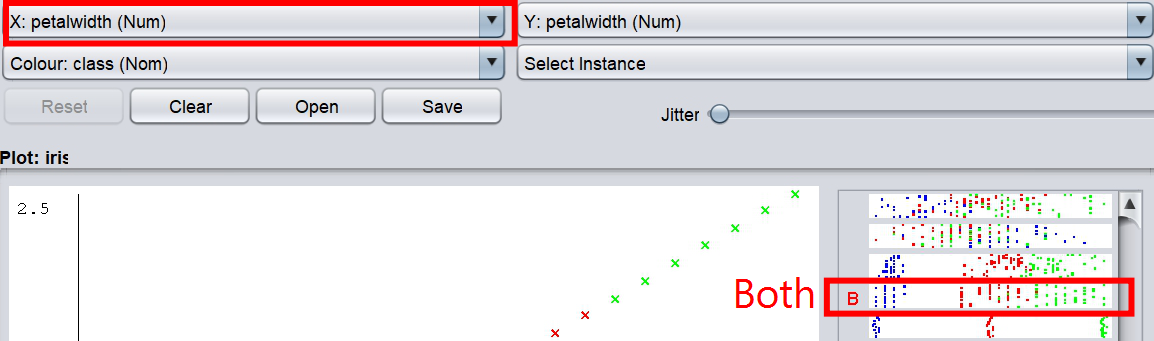 X: petalwidth (Num) Y: petalwidth (Num)
Colour: class (Nom) Select Instance
Reset Clear Open Save Jitter
Plot: iris
2.5
Both B